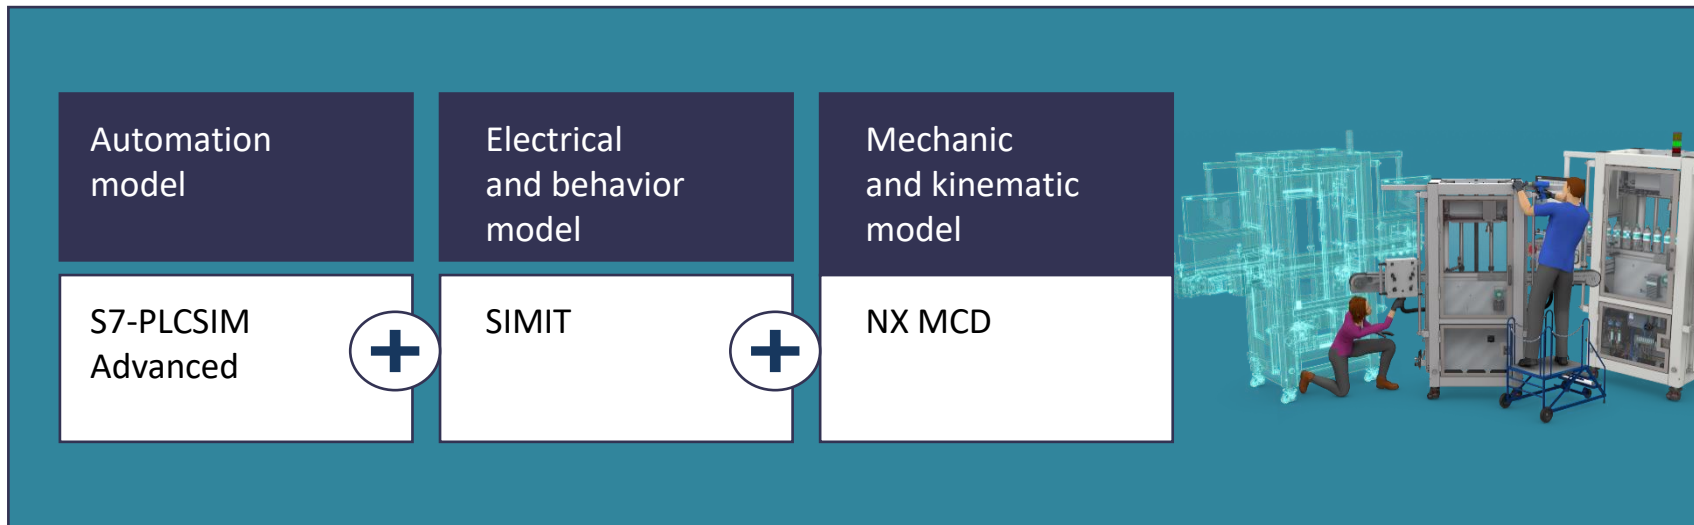 Automation
model
Electrical
and behavior
model
Mechanic
and kinematic
model
S7-PLCSIM
Advanced
+
SIMIT
+
NX MCD